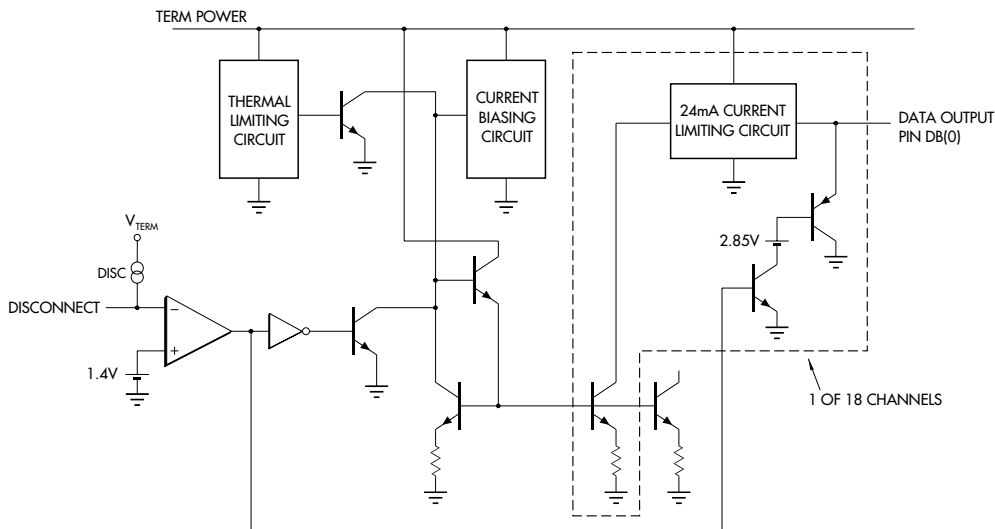 TERM POWER
THERMAL
LIMITING
CIRCUIT
CURRENT
BIASING
CIRCUIT
24mA CURRENT
LIMITING CIRCUIT
DATA OUTPUT
PIN DB(0)
V_TERM
DISC
2.85V
DISCONNECT
−
+
1.4V
1 OF 18 CHANNELS